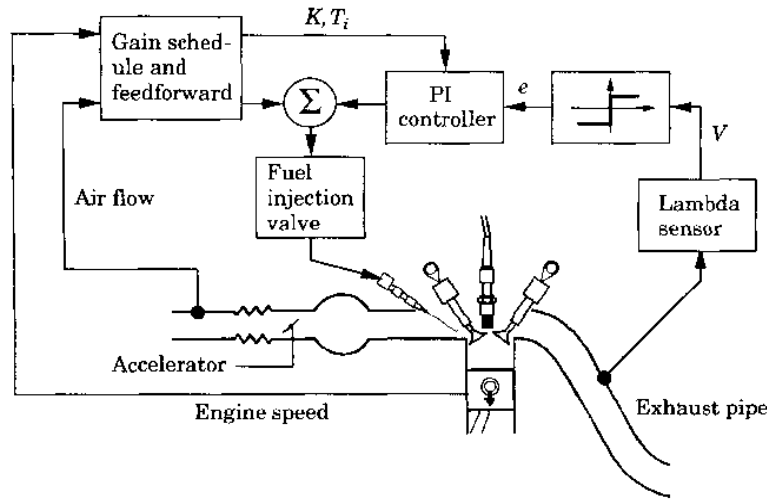 K, T_i
Gain sched-
ule and
feedforward
Σ
PI
controller
e
V
Fuel
injection
valve
Air flow
Lambda
sensor
Accelerator
Engine speed
Exhaust pipe